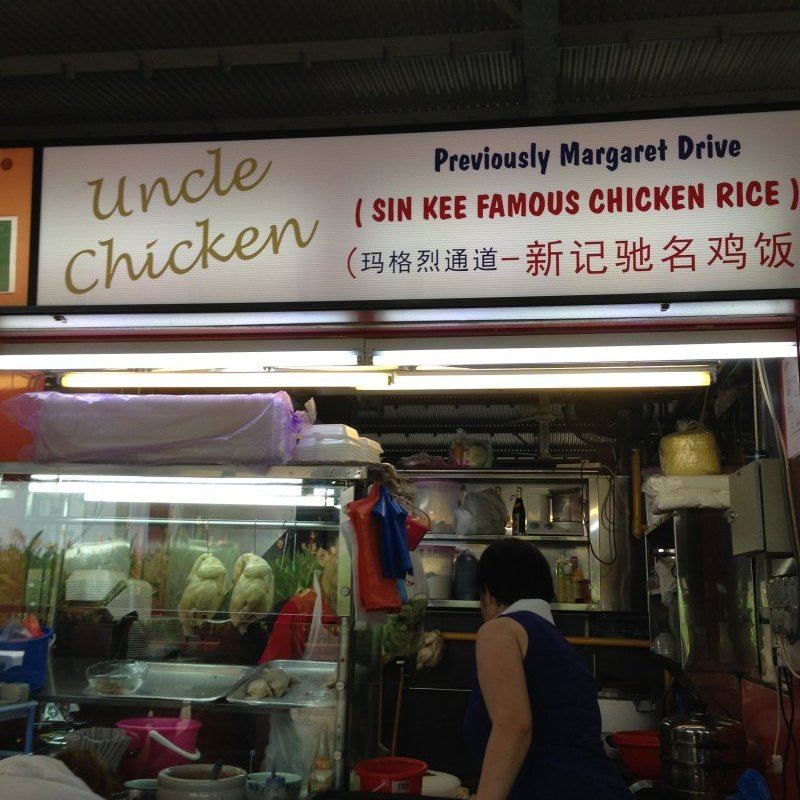 Uncle
Chicken
Previously Margaret Drive
( SIN KEE FAMOUS CHICKEN RICE )
(玛格烈通道-新记驰名鸡饭